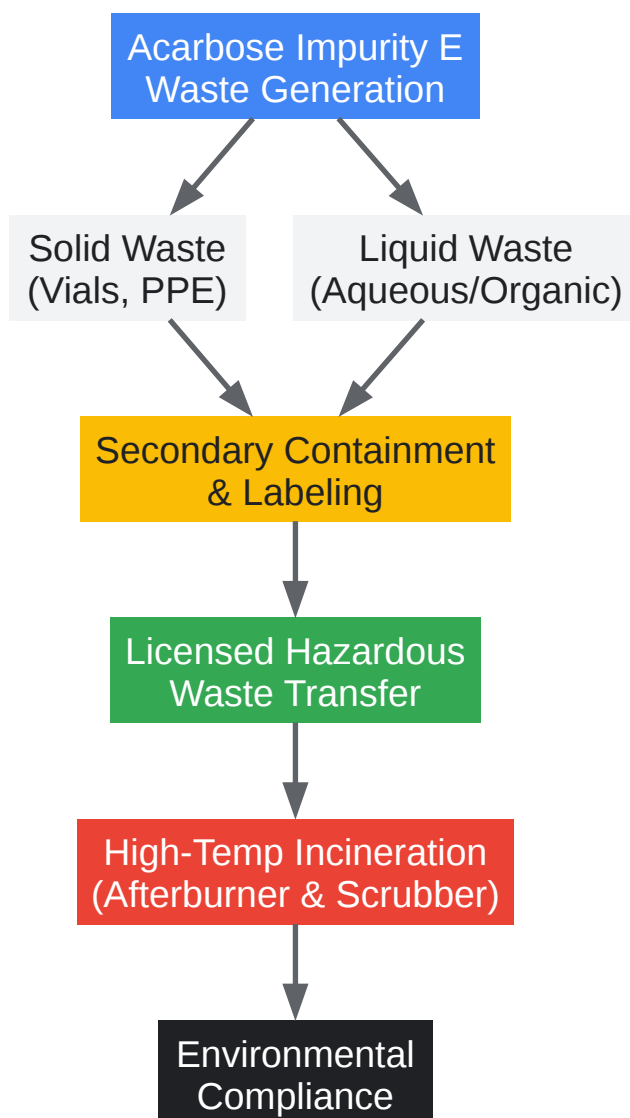 Acarbose Impurity E
Waste Generation
Solid Waste
(Vials, PPE)
Liquid Waste
(Aqueous/Organic)
Secondary Containment
& Labeling
Licensed Hazardous
Waste Transfer
High-Temp Incineration
(Afterburner & Scrubber)
Environmental
Compliance